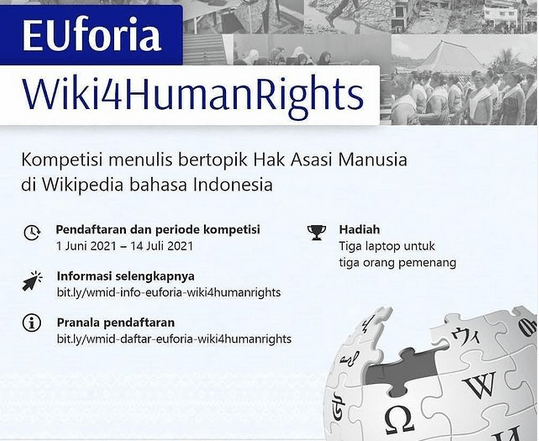 EUforia
Wiki4HumanRights
Kompetisi menulis bertopik Hak Asasi Manusia
di Wikipedia bahasa Indonesia
Pendaftaran dan periode kompetisi
1 Juni 2021 – 14 Juli 2021
Informasi selengkapnya
bit.ly/wmid-info-euforia-wiki4humanrights
Pranala pendaftaran
bit.ly/wmid-daftar-euforia-wiki4humanrights
Hadiah
Tiga laptop untuk
tiga orang pemenang
ウィ
W
Ω